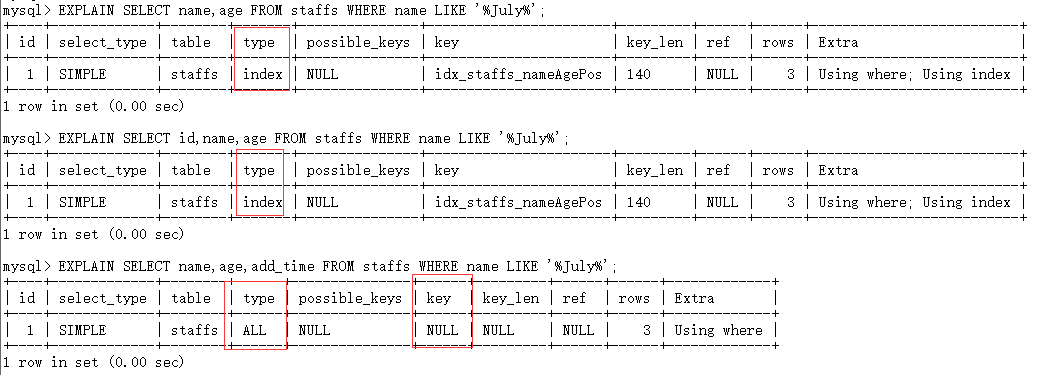 mysql> EXPLAIN SELECT name,age FROM staffs WHERE name LIKE '%July%';
+----+-------------+--------+-------+---------------+-----------------------+---------+------+------+--------------------------+
| id | select_type | table | type | possible_keys | key | key_len | ref | rows | Extra |
+----+-------------+--------+-------+---------------+-----------------------+---------+------+------+--------------------------+
| 1 | SIMPLE | staffs | index | NULL | idx_staffs_nameAgePos | 140 | NULL | 3 | Using where; Using index |
+----+-------------+--------+-------+---------------+-----------------------+---------+------+------+--------------------------+
1 row in set (0.00 sec)
mysql> EXPLAIN SELECT id,name,age FROM staffs WHERE name LIKE '%July%';
+----+-------------+--------+-------+---------------+-----------------------+---------+------+------+--------------------------+
| id | select_type | table | type | possible_keys | key | key_len | ref | rows | Extra |
+----+-------------+--------+-------+---------------+-----------------------+---------+------+------+--------------------------+
| 1 | SIMPLE | staffs | index | NULL | idx_staffs_nameAgePos | 140 | NULL | 3 | Using where; Using index |
+----+-------------+--------+-------+---------------+-----------------------+---------+------+------+--------------------------+
1 row in set (0.00 sec)
mysql> EXPLAIN SELECT name,age,add_time FROM staffs WHERE name LIKE '%July%';
+----+-------------+--------+------+---------------+------+---------+------+------+-------------+
| id | select_type | table | type | possible_keys | key | key_len | ref | rows | Extra |
+----+-------------+--------+------+---------------+------+---------+------+------+-------------+
| 1 | SIMPLE | staffs | ALL | NULL | NULL | NULL | NULL | 3 | Using where |
+----+-------------+--------+------+---------------+------+---------+------+------+-------------+
1 row in set (0.00 sec)